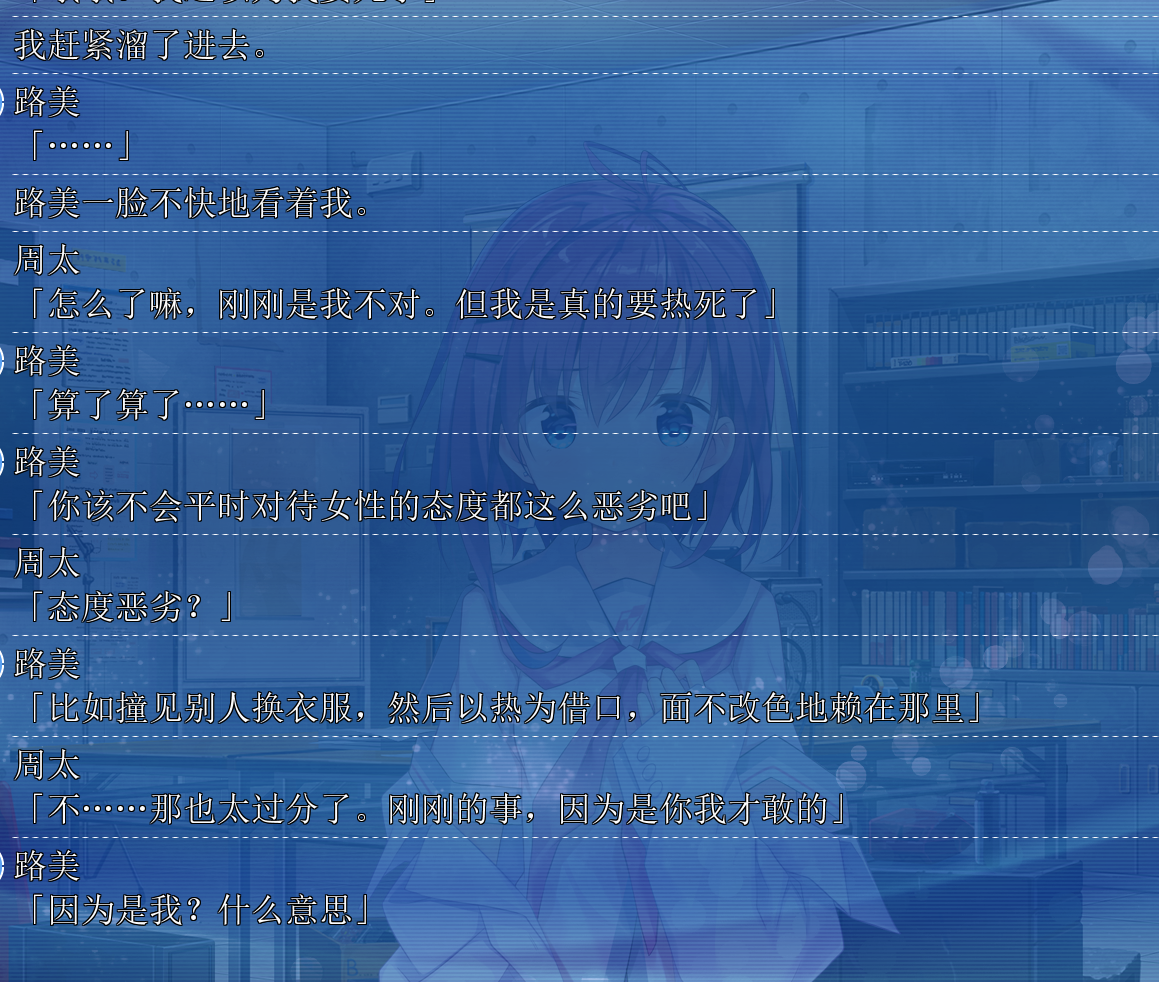 我赶紧溜了进去。
路美
「……」
路美一脸不快地看着我。
周太
「怎么了嘛，刚刚是我不对。但我是真的要热死了」
路美
「算了算了……」
路美
「你该不会平时对待女性的态度都这么恶劣吧」
周太
「态度恶劣？」
路美
「比如撞见别人换衣服，然后以热为借口，面不改色地赖在那里」
周太
「不……那也太过分了。刚刚的事，因为是你我才敢的」
路美
「因为是我？什么意思」